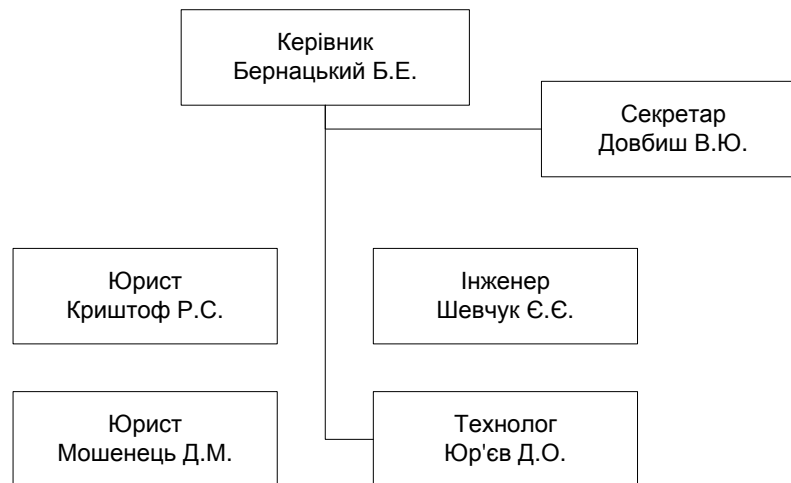 Керівник
Бернацький Б.Е.
Секретар
Довбиш В.Ю.
Юрист
Криштоф Р.С.
Інженер
Шевчук Є.Є.
Юрист
Мошенець Д.М.
Технолог
Юр'єв Д.О.